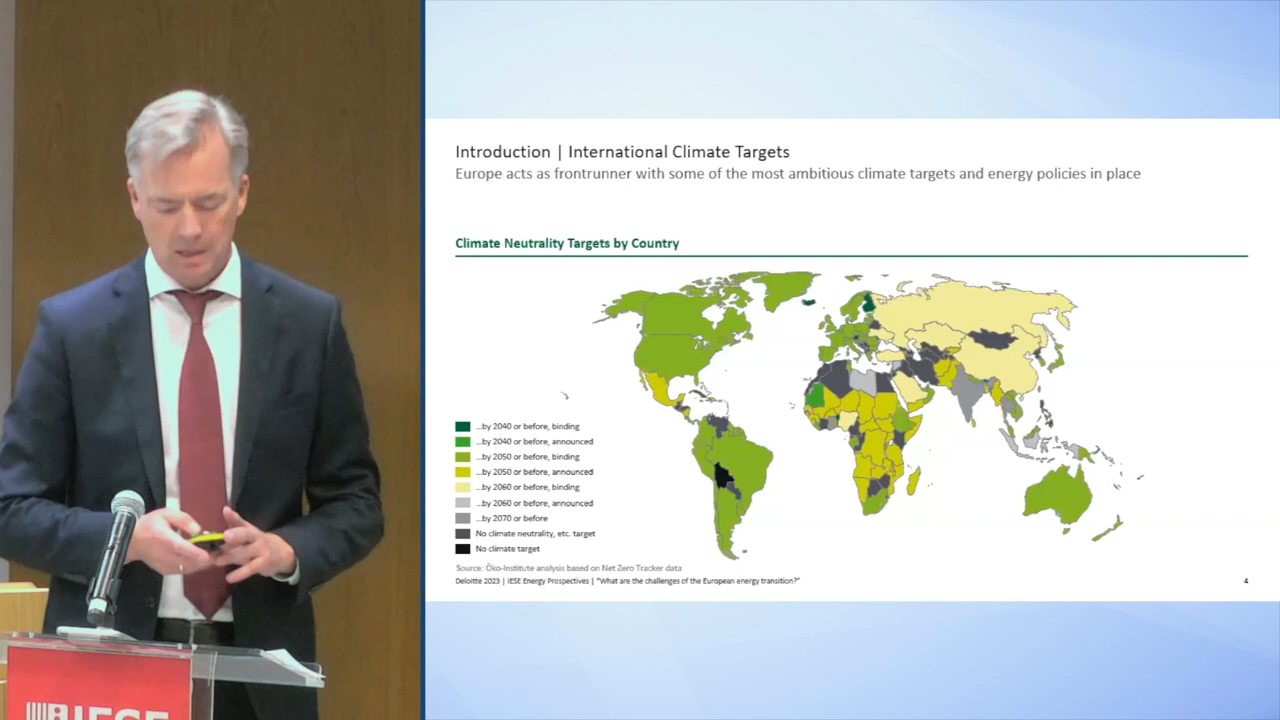 Introduction | International Climate Targets
Europe acts as frontrunner with some of the most ambitious climate targets and energy policies in place
Climate Neutrality Targets by Country
...by 2040 or before, binding
...by 2040 or before, announced
...by 2050 or before, binding
...by 2050 or before, announced
...by 2060 or before, binding
...by 2060 or before, announced
...by 2070 or before
No climate neutrality, etc. target
No climate target
Source: Öko-Institute analysis based on Net Zero Tracker data
Deloitte 2023 | IESE Energy Prospectives | "What are the challenges of the European energy transition?"
4
IESE